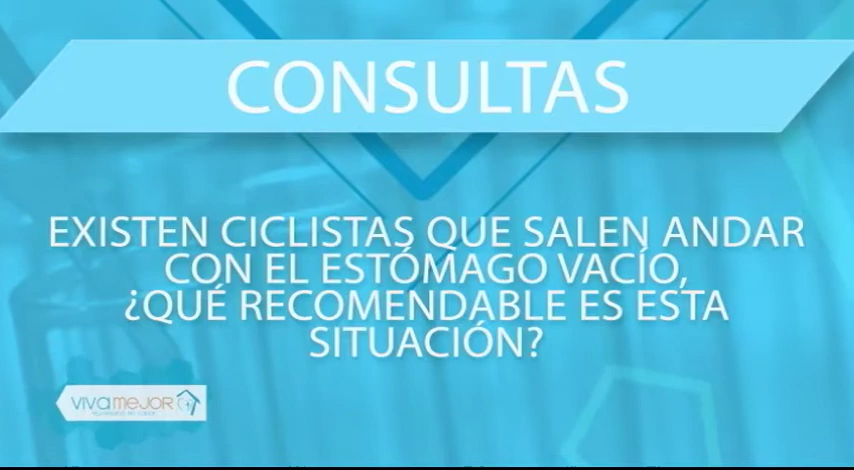 CONSULTAS
EXISTEN CICLISTAS QUE SALEN ANDAR
CON EL ESTÓMAGO VACÍO,
¿QUÉ RECOMENDABLE ES ESTA
SITUACIÓN?
VIVAMEJOR